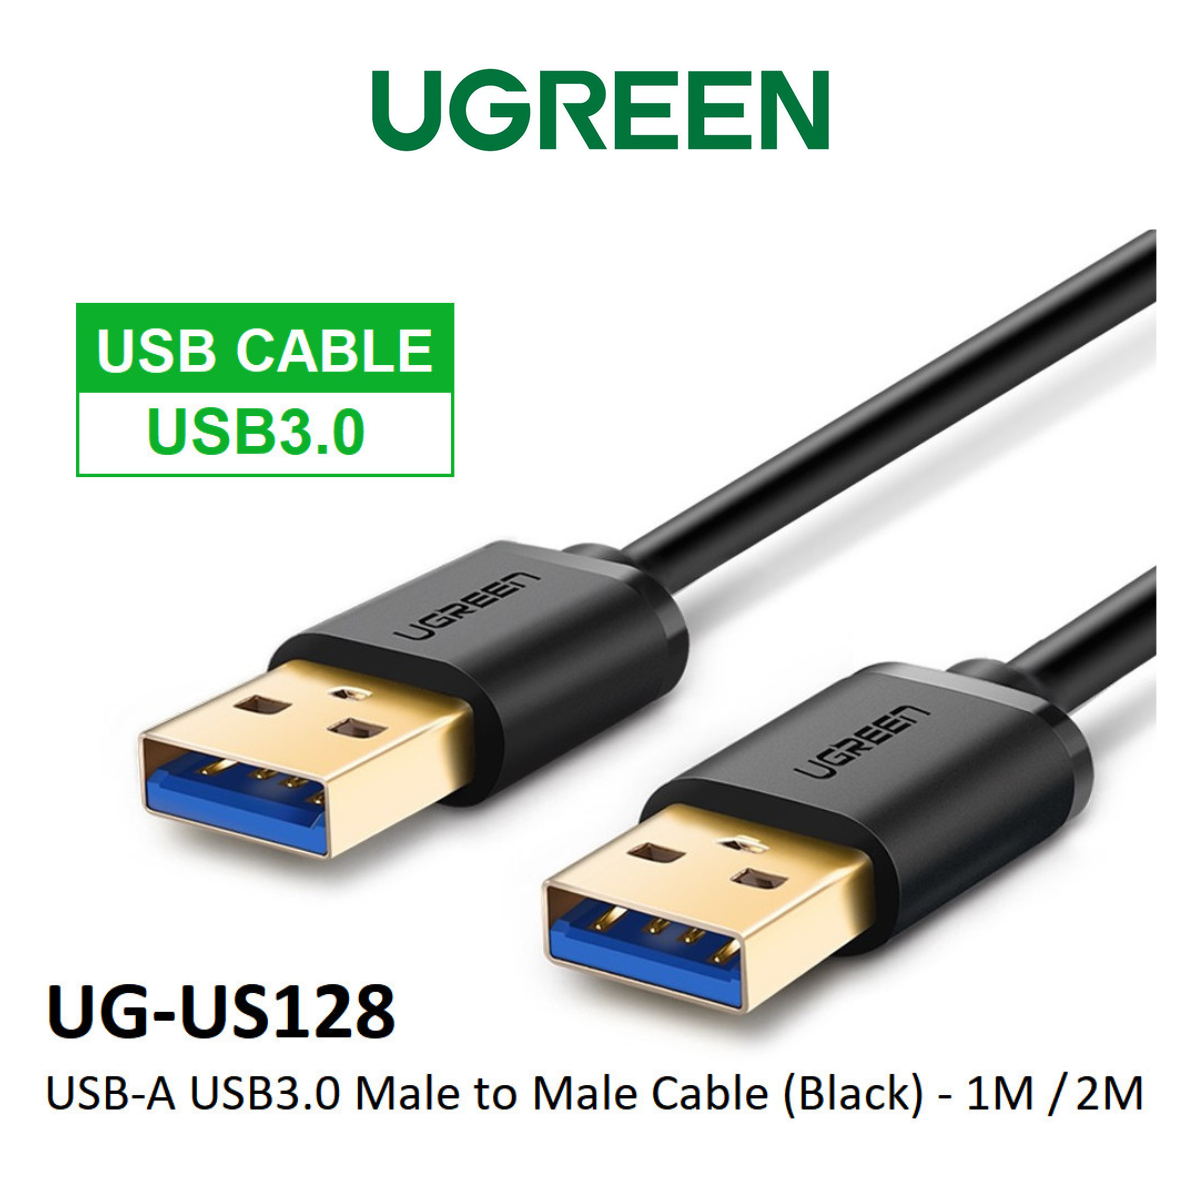 UGREEN
USB CABLE
USB3.0
UGREEN
UGREEN
UG-US128
USB-A USB3.0 Male to Male Cable (Black) - 1M / 2M